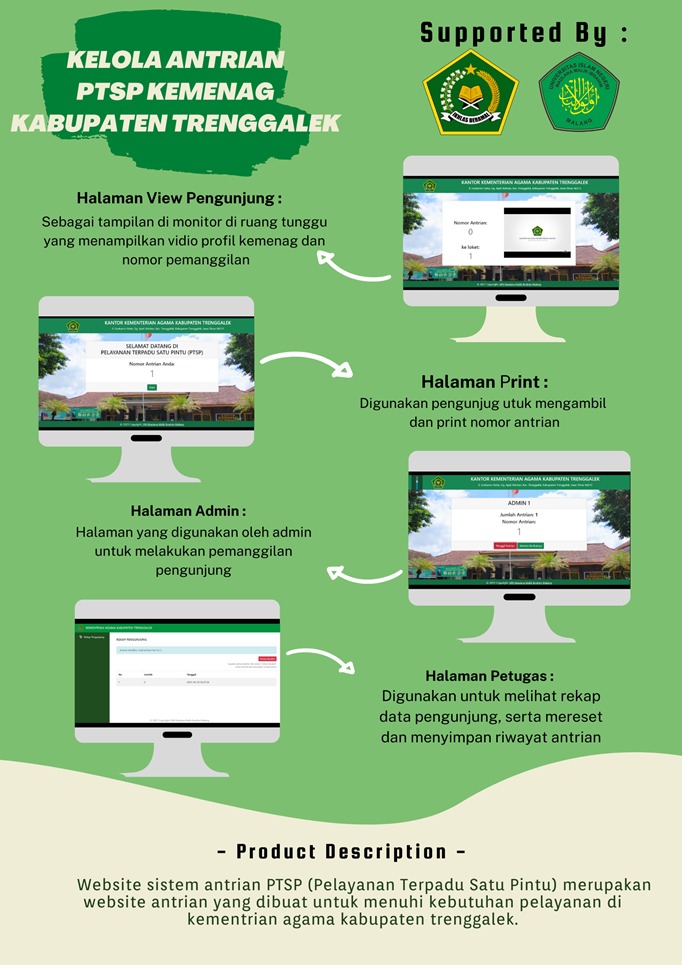 KELOLA ANTRIAN
PTSP KEMENAG
KABUPATEN TRENGGALEK
Supported By :
IKHLAS BERAMAL
UNIVERSITAS ISLAM NEGERI
MALANG
Halaman View Pengunjung :
Sebagai tampilan di monitor di ruang tunggu
yang menampilkan vidio profil kemenag dan
nomor pemanggilan
KANTOR KEMENTERIAN AGAMA KABUPATEN TRENGGALEK
Nomor Antrian:
0
ke loket:
1
KANTOR KEMENTERIAN AGAMA KABUPATEN TRENGGALEK
SELAMAT DATANG DI
PELAYANAN TERPADU SATU PINTU (PTSP)
Nomor Antrian Anda:
1
Halaman Print :
Digunakan pengunjug utuk mengambil
dan print nomor antrian
KANTOR KEMENTERIAN AGAMA KABUPATEN TRENGGALEK
ADMIN 1
Jumlah Antrian: 1
Nomor Antrian:
1
Halaman Admin :
Halaman yang digunakan oleh admin
untuk melakukan pemanggilan
pengunjung
KEMENTERIAN AGAMA KABUPATEN TRENGGALEK
Halaman Petugas :
Digunakan untuk melihat rekap
data pengunjung, serta mereset
dan menyimpan riwayat antrian
- Product Description -
Website sistem antrian PTSP (Pelayanan Terpadu Satu Pintu) merupakan
website antrian yang dibuat untuk menuhi kebutuhan pelayanan di
kementrian agama kabupaten trenggalek.